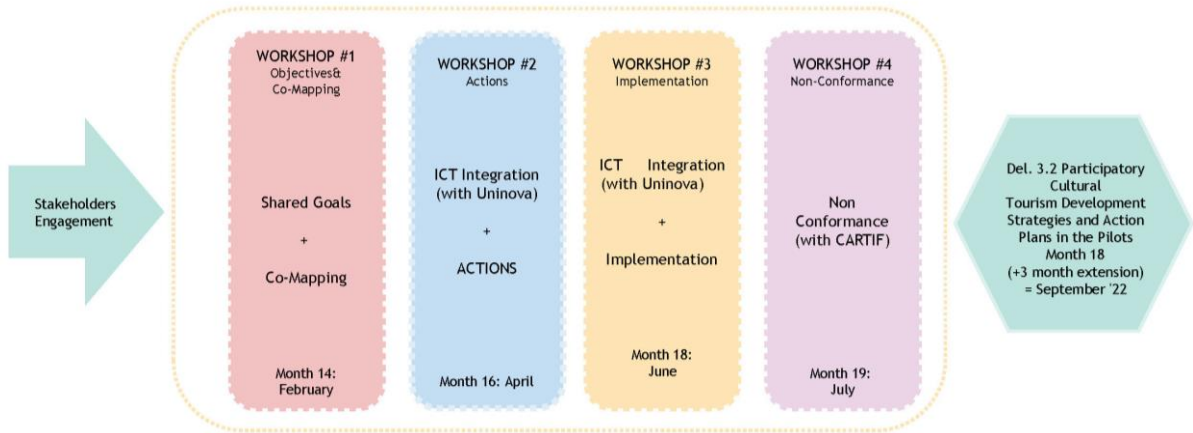 Stakeholders
Engagement
WORKSHOP #1
Objectives&
Co-Mapping
Shared Goals
+
Co-Mapping
Month 14:
February
WORKSHOP #2
Actions
ICT Integration
(with Uninova)
+
ACTIONS
Month 16: April
WORKSHOP #3
Implementation
ICT Integration
(with Uninova)
+
Implementation
Month 18:
June
WORKSHOP #4
Non-Conformance
Non
Conformance
(with CARTIF)
Month 19:
July
Del. 3.2 Participatory
Cultural
Tourism Development
Strategies and Action
Plans in the Pilots
Month 18
(+3 month extension)
= September '22